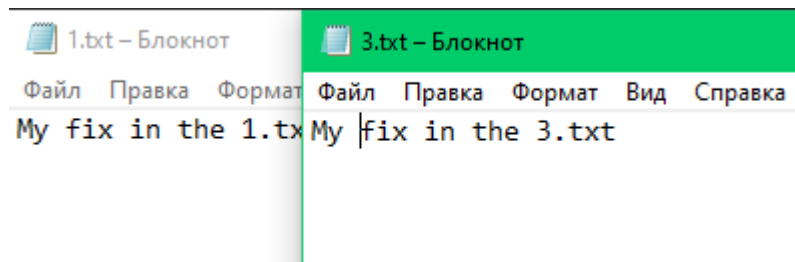 1.txt – Блокнот
Файл Правка Формат
My fix in the 1.tx
3.txt – Блокнот
Файл Правка Формат Вид Справка
My fix in the 3.txt